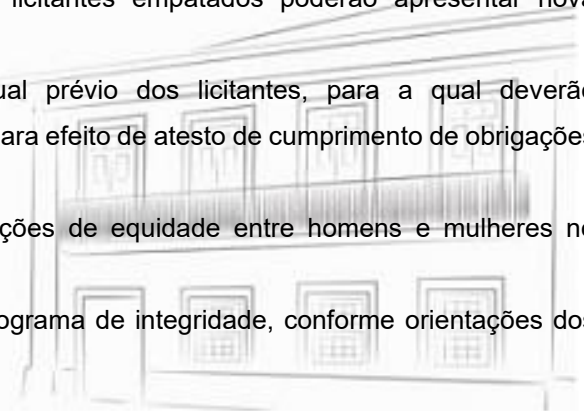 licitantes empatados poderão apresentar nova
ual prévio dos licitantes, para a qual deverão
ara efeito de atesto de cumprimento de obrigações
ções de equidade entre homens e mulheres no
ograma de integridade, conforme orientações dos